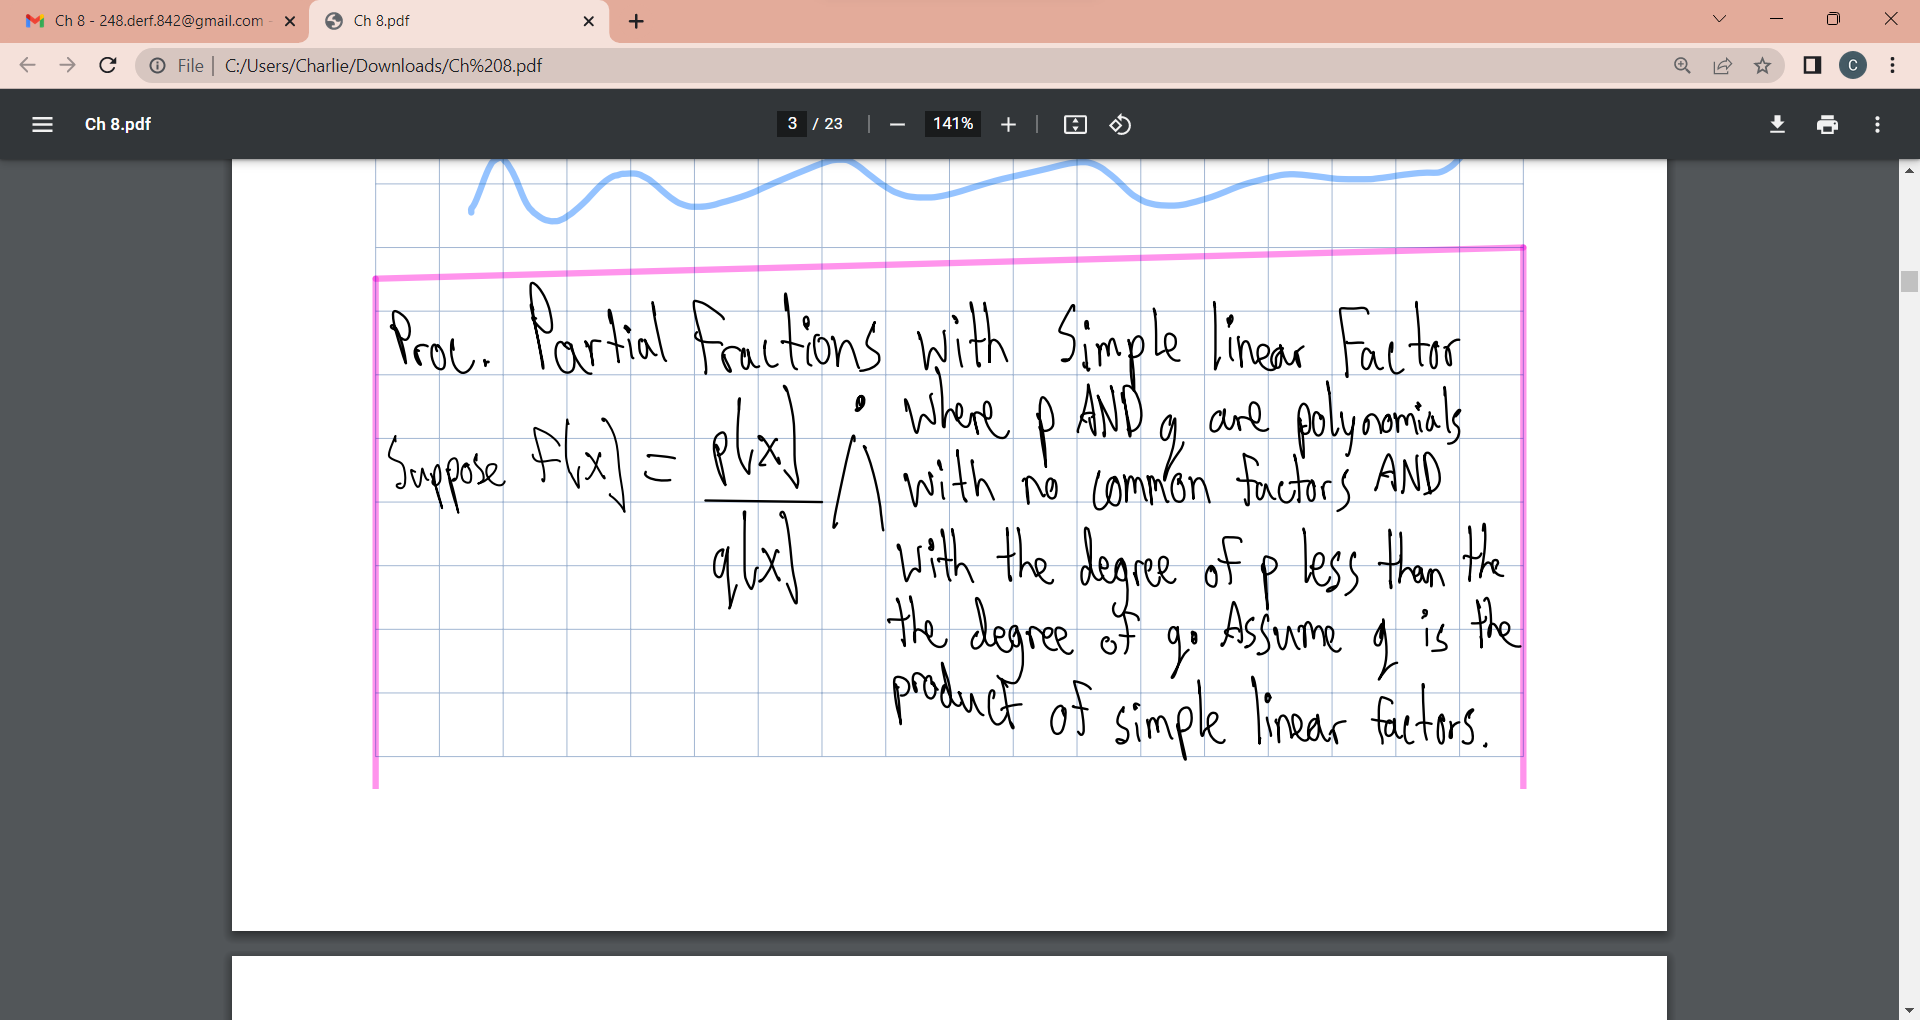 Ch 8 - 248.derf.842@gmail.com -
Ch 8.pdf
File | C:/Users/Charlie/Downloads/Ch%208.pdf
C
Ch 8.pdf
3 / 23 | 141% |
Proc. Partial Fractions with Simple linear Factor
Suppose f(x) = p(x) / q(x)
where p AND q are polynomials
with no common factors AND
with the degree of p less than the
the degree of q. Assume q is the
product of simple linear factors.